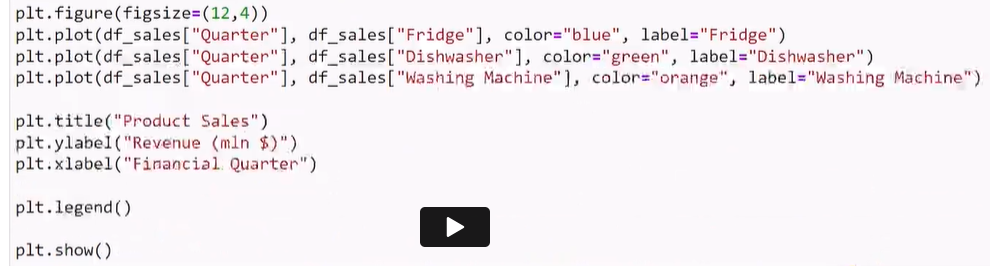 plt.figure(figsize=(12,4))
plt.plot(df_sales["Quarter"], df_sales["Fridge"], color="blue", label="Fridge")
plt.plot(df_sales["Quarter"], df_sales["Dishwasher"], color="green", label="Dishwasher")
plt.plot(df_sales["Quarter"], df_sales["Washing Machine"], color="orange", label="Washing Machine")
plt.title("Product Sales")
plt.ylabel("Revenue (mln $)")
plt.xlabel("Financial Quarter")
plt.legend()
plt.show()